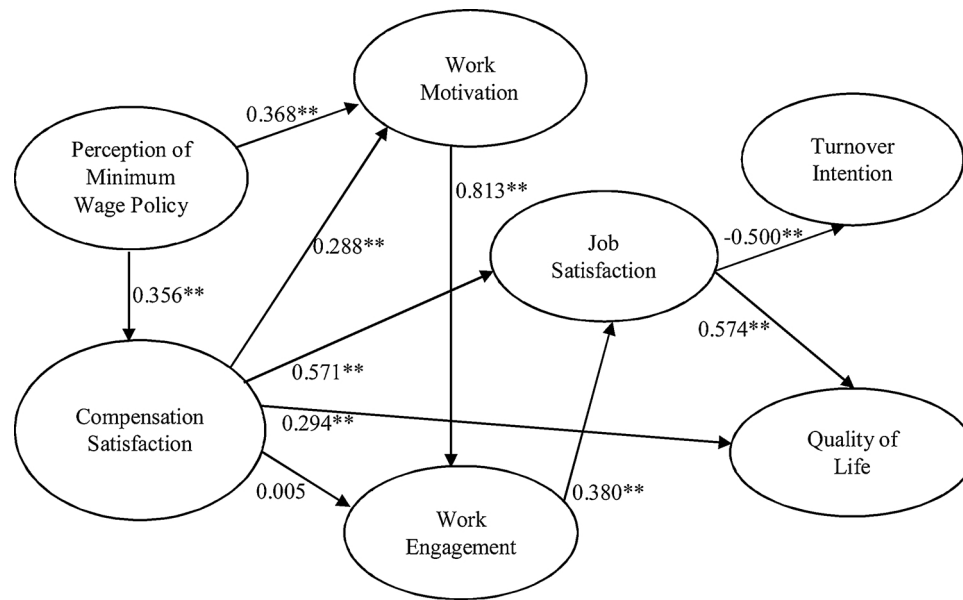 Work
Motivation
0.368**
Perception of
Minimum
Wage Policy
Turnover
Intention
0.813**
Job
Satisfaction
-0.500**
0.288**
0.356**
0.574**
0.571**
Compensation
Satisfaction
0.294**
Quality of
Life
0.005
0.380**
Work
Engagement